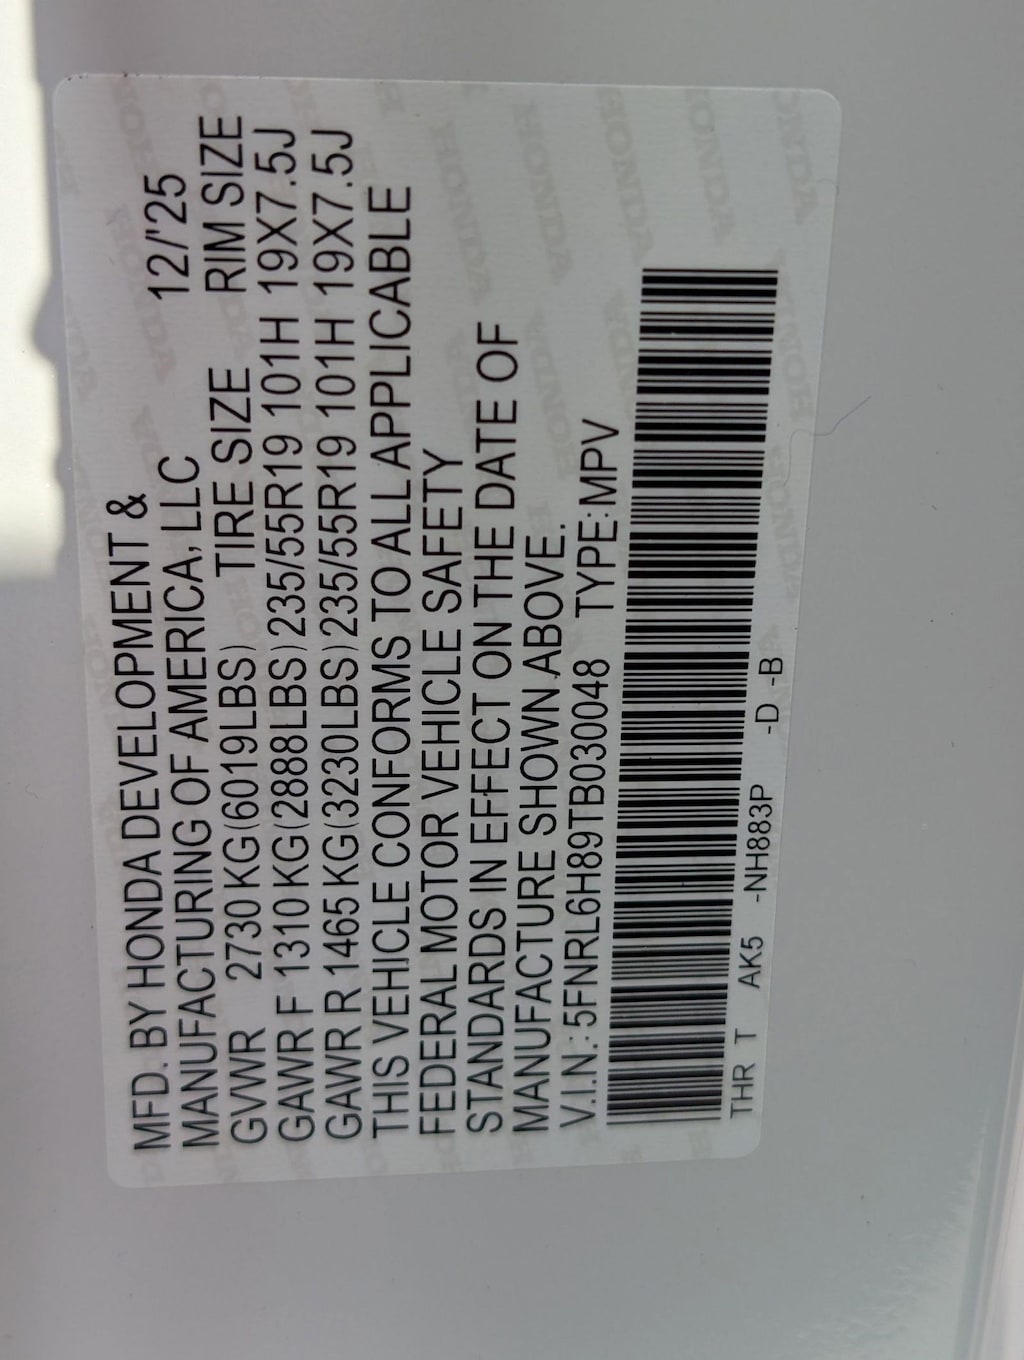 MFD. BY HONDA DEVELOPMENT &
MANUFACTURING OF AMERICA, LLC 12/'25
GVWR 2730 KG(6019LBS) TIRE SIZE RIM SIZE
GAWR F 1310 KG(2888LBS) 235/55R19 101H 19X7.5J
GAWR R 1465 KG(3230LBS) 235/55R19 101H 19X7.5J
THIS VEHICLE CONFORMS TO ALL APPLICABLE
FEDERAL MOTOR VEHICLE SAFETY
STANDARDS IN EFFECT ON THE DATE OF
MANUFACTURE SHOWN ABOVE.
V.I.N.: 5FNRL6H89TB030048 TYPE:MPV
THR T AK5 -NH883P -D -B